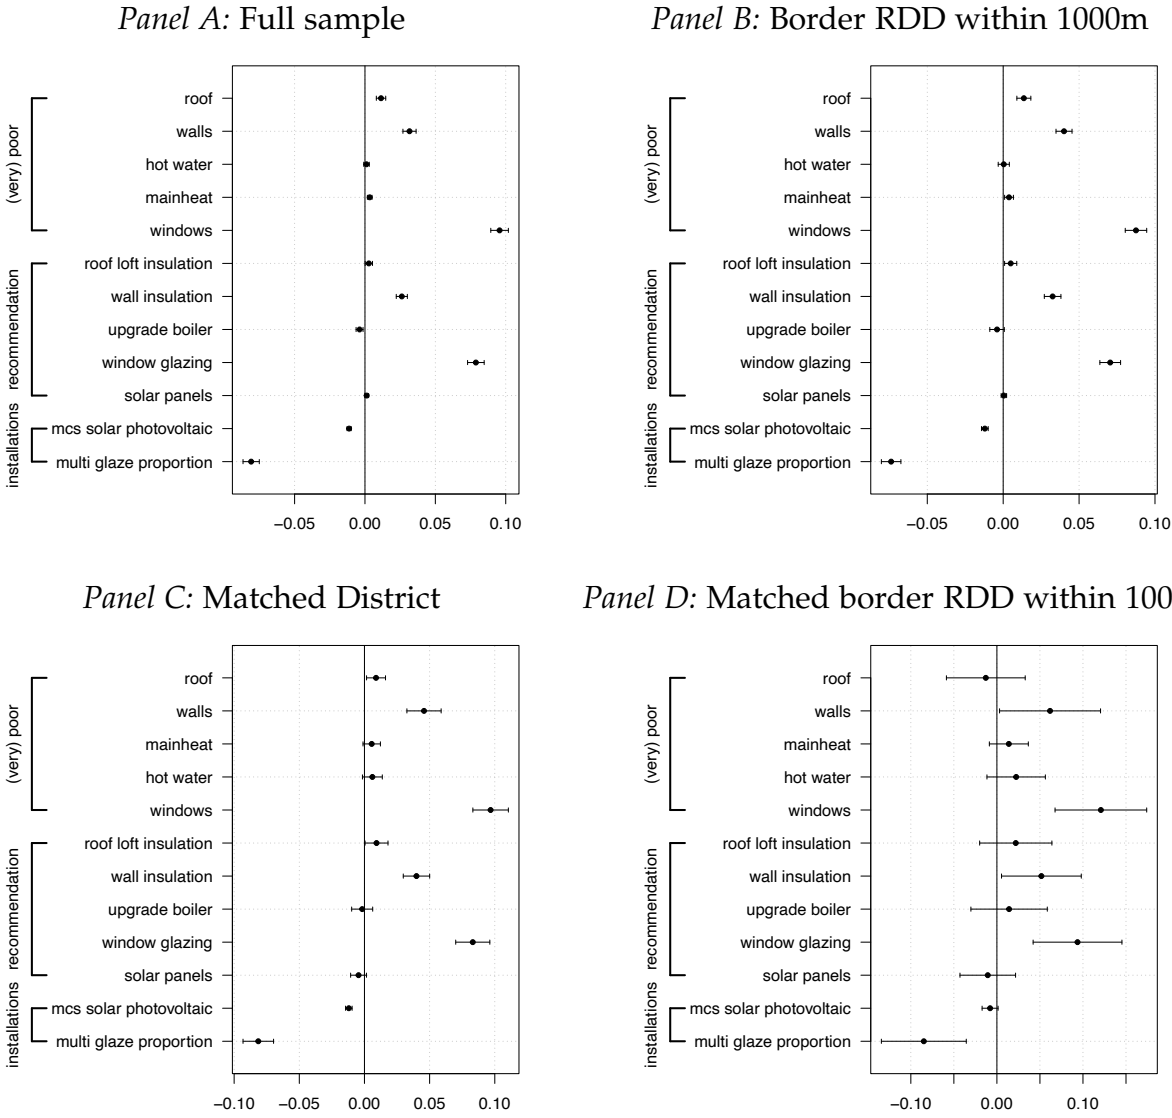 Panel A: Full sample
(very) poor
roof
walls
hot water
mainheat
windows
recommendation
roof loft insulation
wall insulation
upgrade boiler
window glazing
solar panels
installations
mcs solar photovoltaic
multi glaze proportion
−0.05 0.00 0.05 0.10
Panel B: Border RDD within 1000m
(very) poor
roof
walls
hot water
mainheat
windows
recommendation
roof loft insulation
wall insulation
upgrade boiler
window glazing
solar panels
installations
mcs solar photovoltaic
multi glaze proportion
−0.05 0.00 0.05 0.10
Panel C: Matched District
(very) poor
roof
walls
mainheat
hot water
windows
recommendation
roof loft insulation
wall insulation
upgrade boiler
window glazing
solar panels
installations
mcs solar photovoltaic
multi glaze proportion
−0.10 −0.05 0.00 0.05 0.10
Panel D: Matched border RDD within 100
(very) poor
roof
walls
mainheat
hot water
windows
recommendation
roof loft insulation
wall insulation
upgrade boiler
window glazing
solar panels
installations
mcs solar photovoltaic
multi glaze proportion
−0.10 0.00 0.10